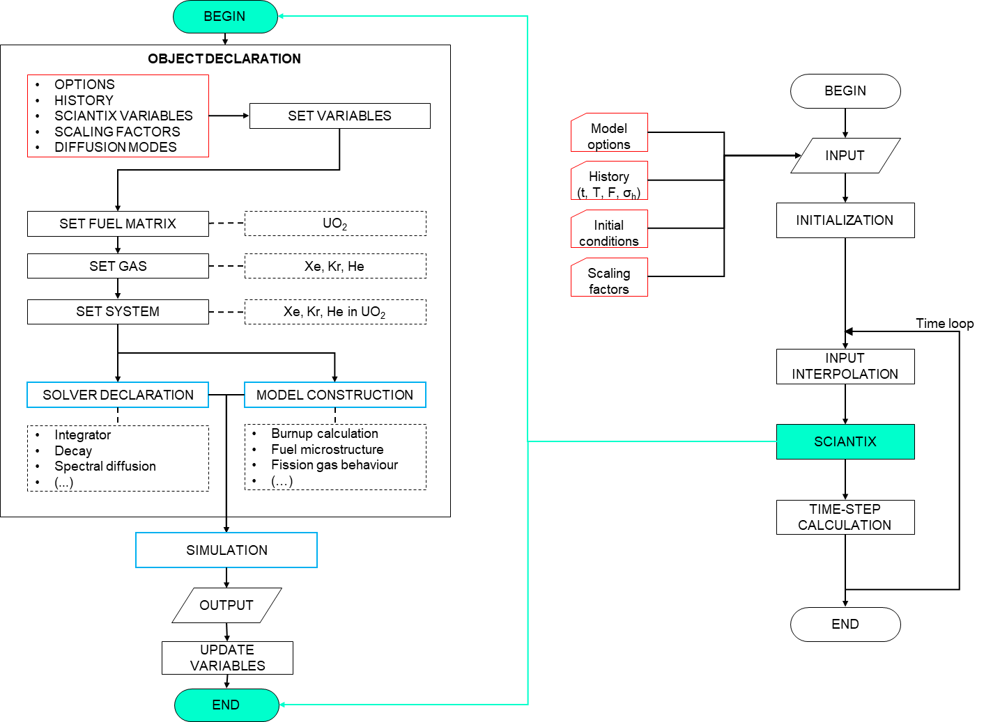 BEGIN
OBJECT DECLARATION
• OPTIONS
• HISTORY
• SCIANTIX VARIABLES
• SCALING FACTORS
• DIFFUSION MODES
SET VARIABLES
SET FUEL MATRIX
UO₂
SET GAS
Xe, Kr, He
SET SYSTEM
Xe, Kr, He in UO₂
SOLVER DECLARATION
MODEL CONSTRUCTION
• Integrator
• Decay
• Spectral diffusion
• (...)
• Burnup calculation
• Fuel microstructure
• Fission gas behaviour
• (…)
SIMULATION
OUTPUT
UPDATE
VARIABLES
END
BEGIN
Model
options
History
(t, T, F, σₕ)
Initial
conditions
Scaling
factors
INPUT
INITIALIZATION
Time loop
INPUT
INTERPOLATION
SCIANTIX
TIME-STEP
CALCULATION
END